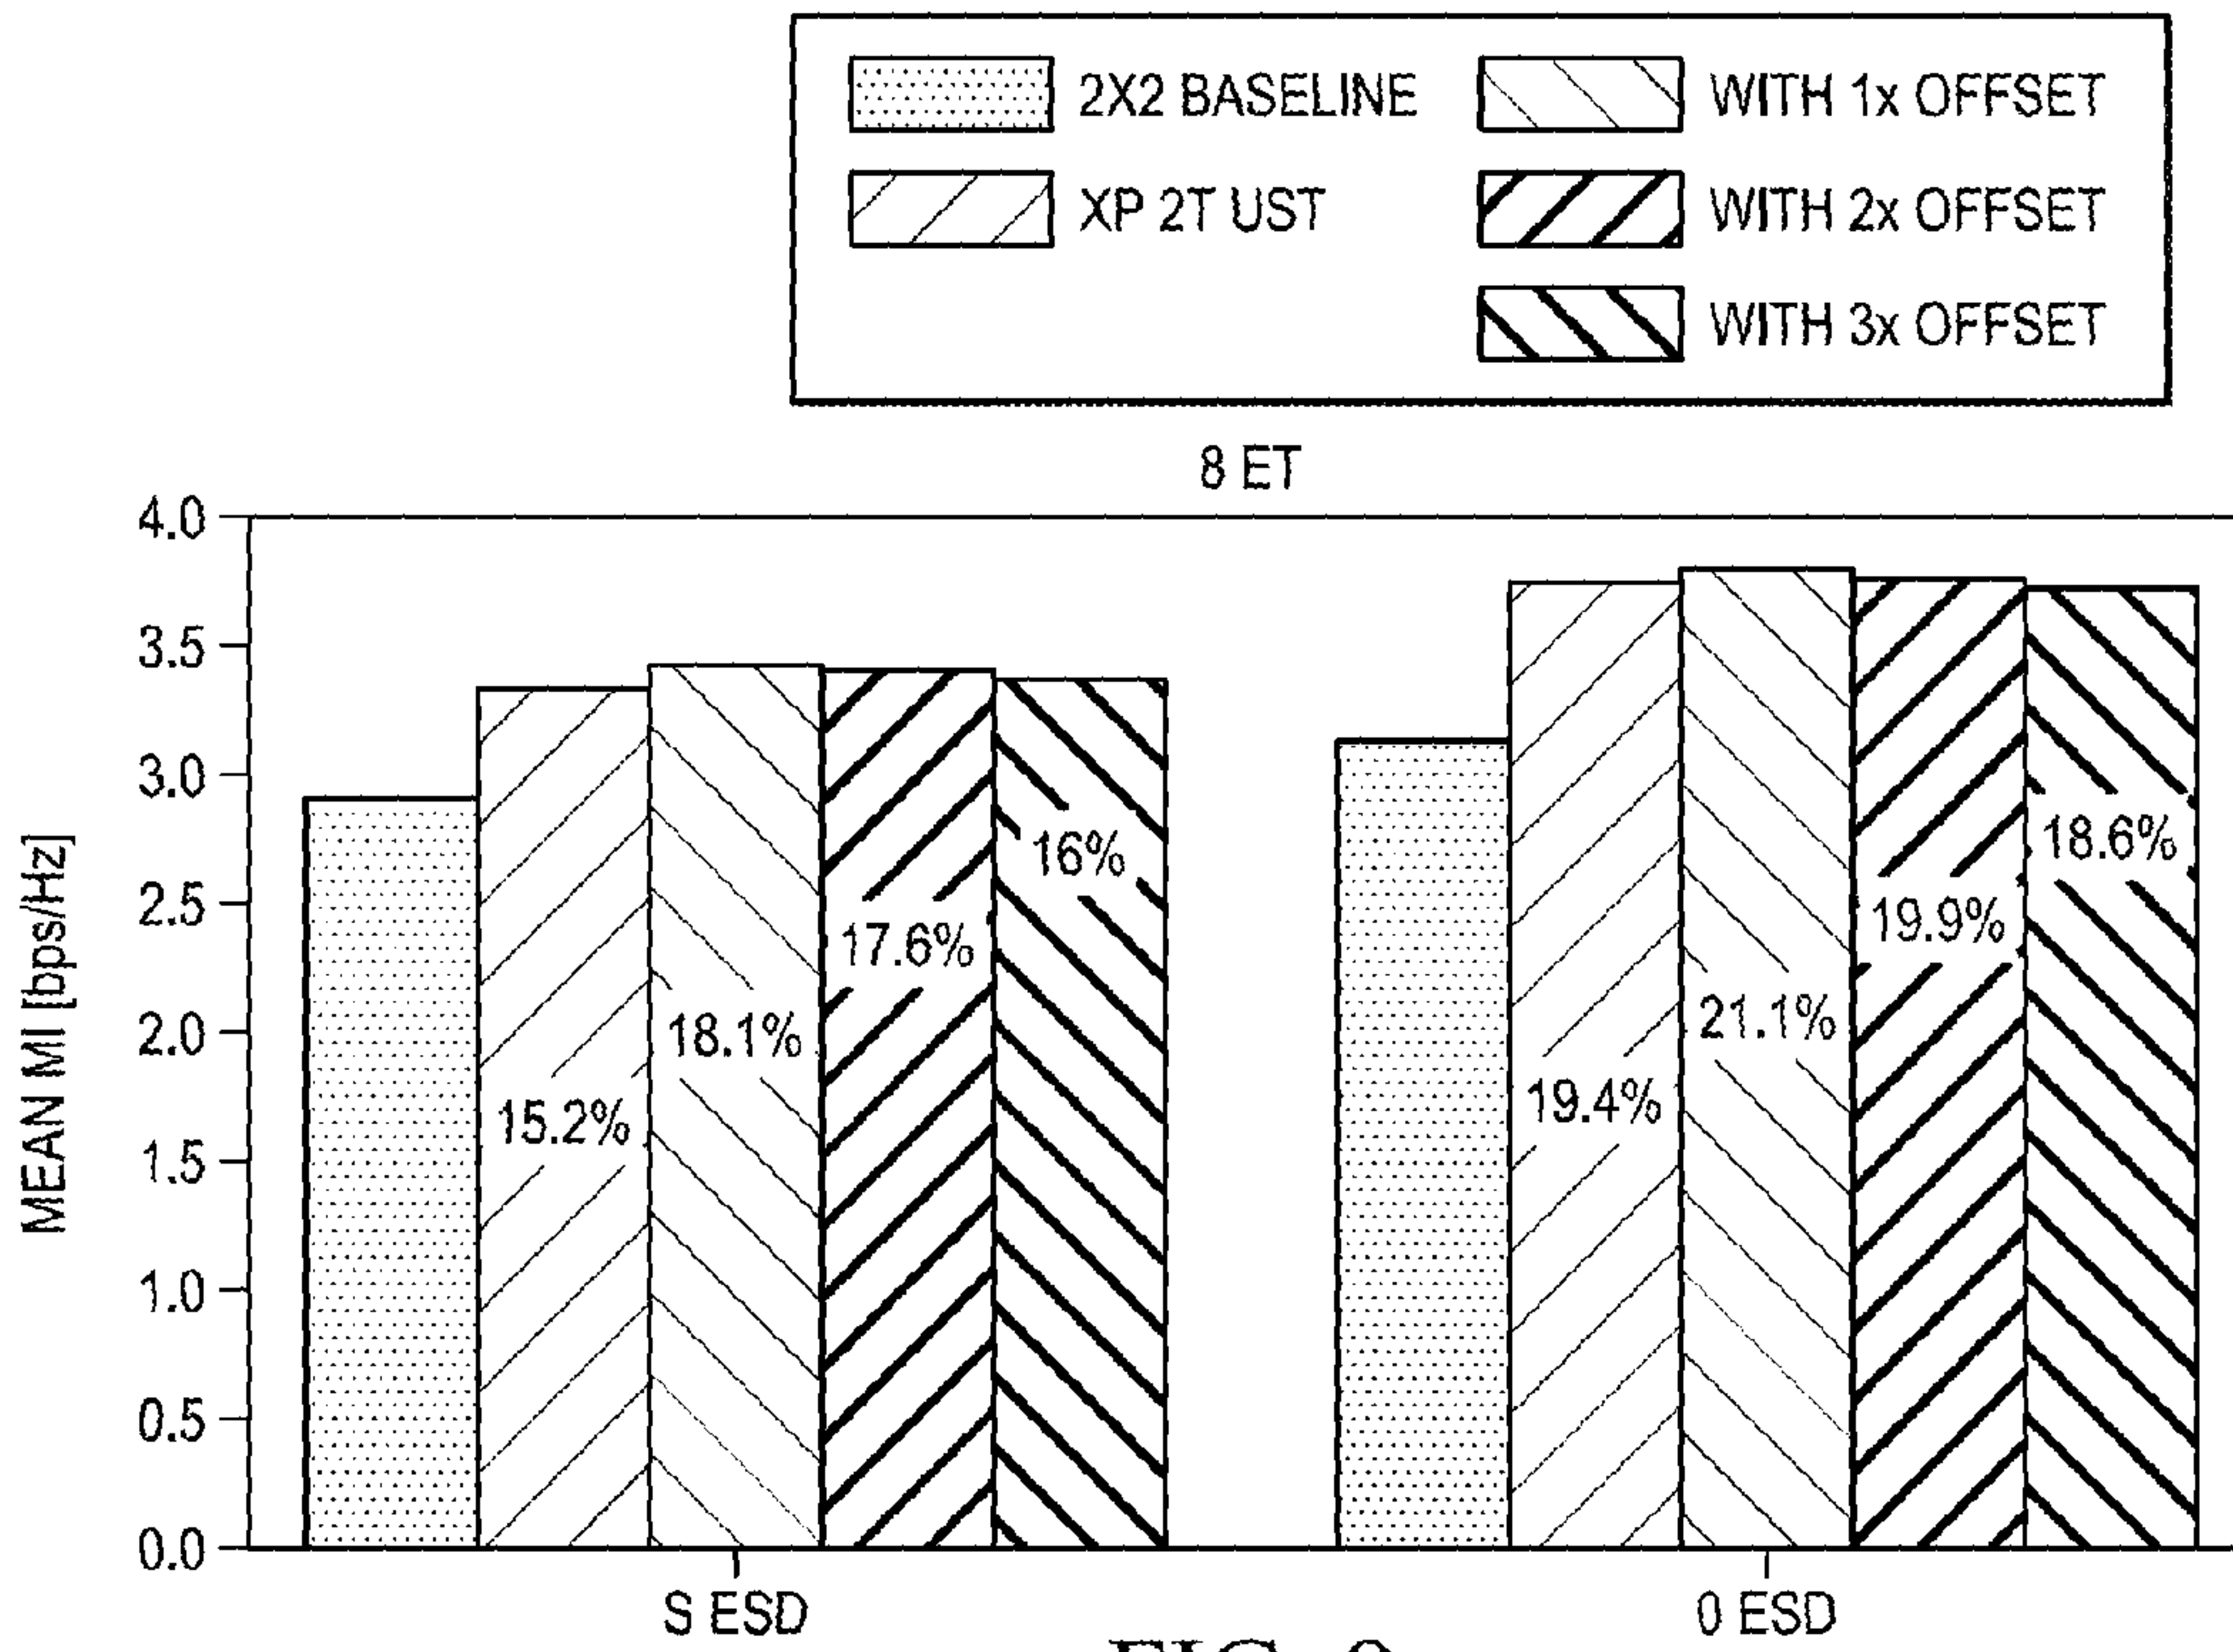 2X2 BASELINE
WITH 1x OFFSET
XP 2T UST
WITH 2x OFFSET
WITH 3x OFFSET
8 ET
MEAN MI [bps/Hz]
4.0
3.5
3.0
2.5
2.0
1.5
1.0
0.5
0.0
15.2%
18.1%
17.6%
16%
19.4%
21.1%
19.9%
18.6%
S ESD
0 ESD